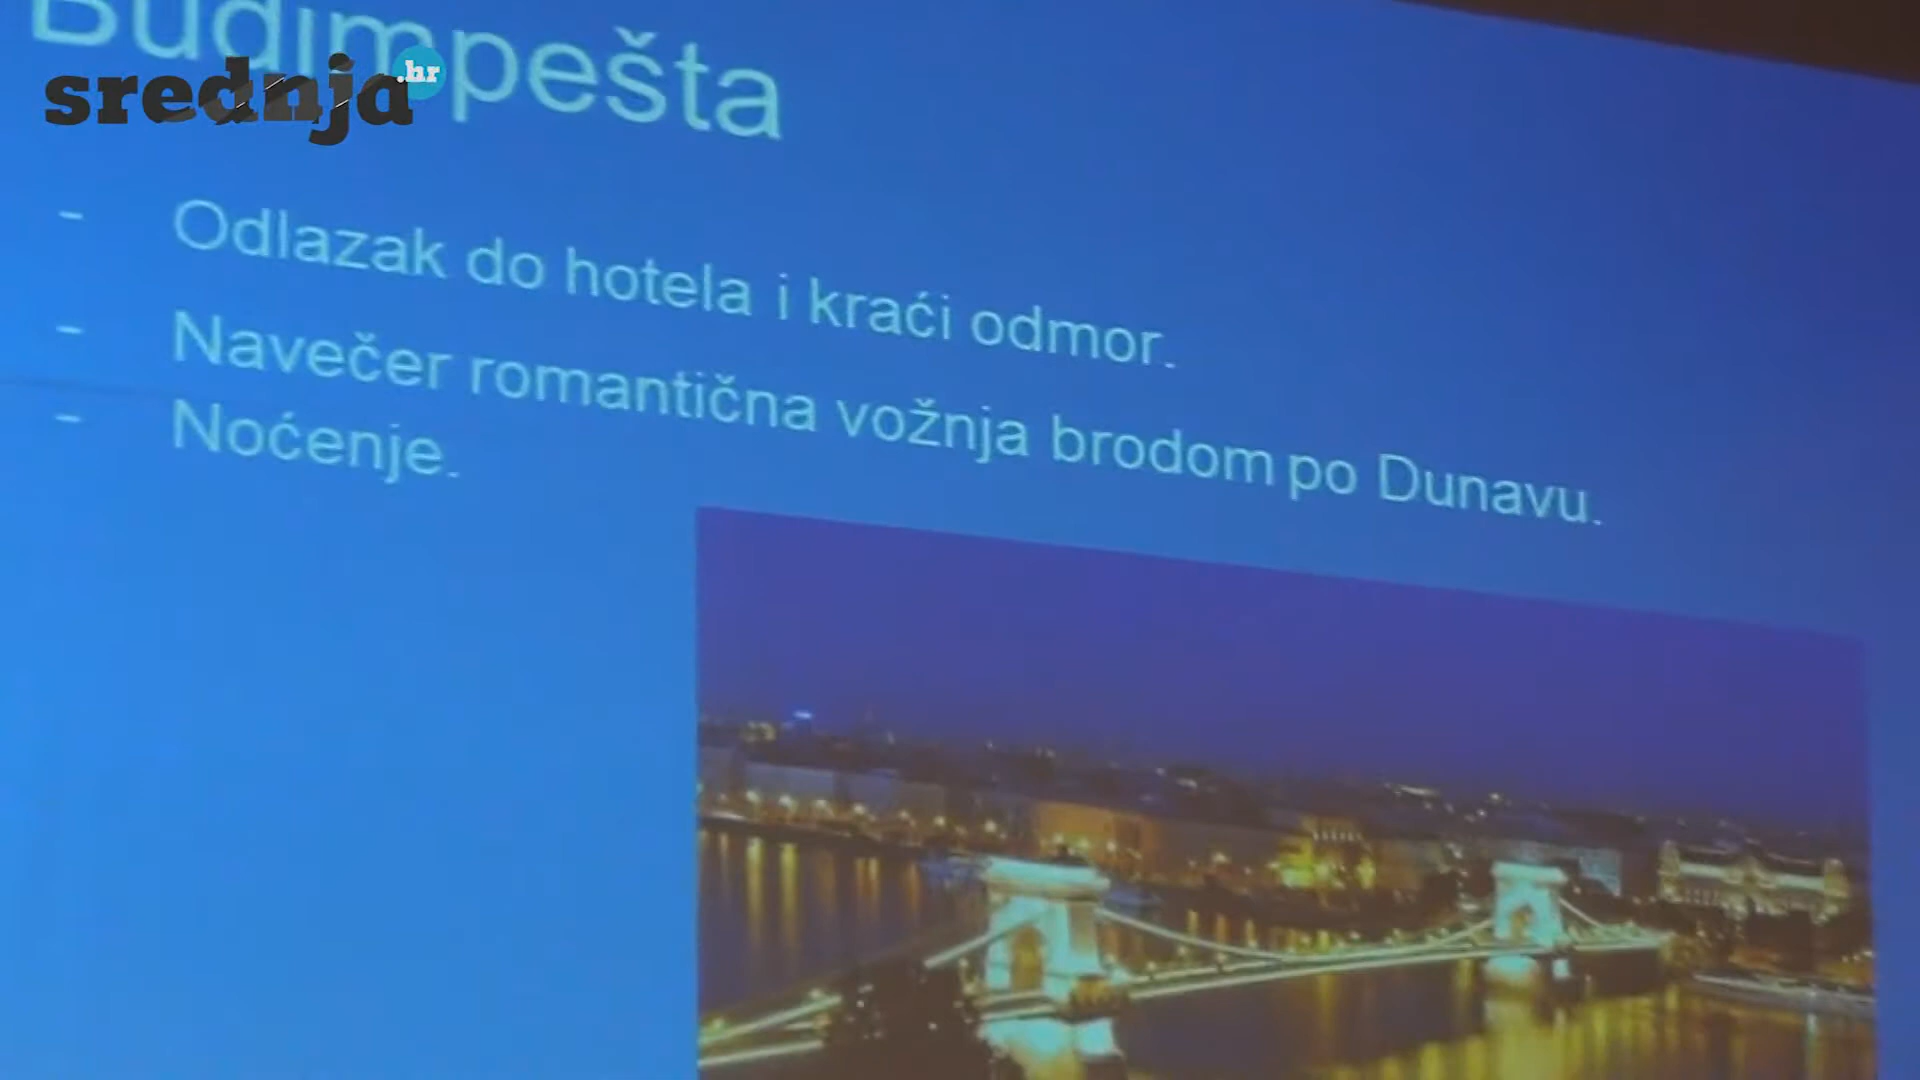 Budimpešta
srednja.hr
- Odlazak do hotela i kraći odmor.
- Navečer romantična vožnja brodom po Dunavu.
- Noćenje.